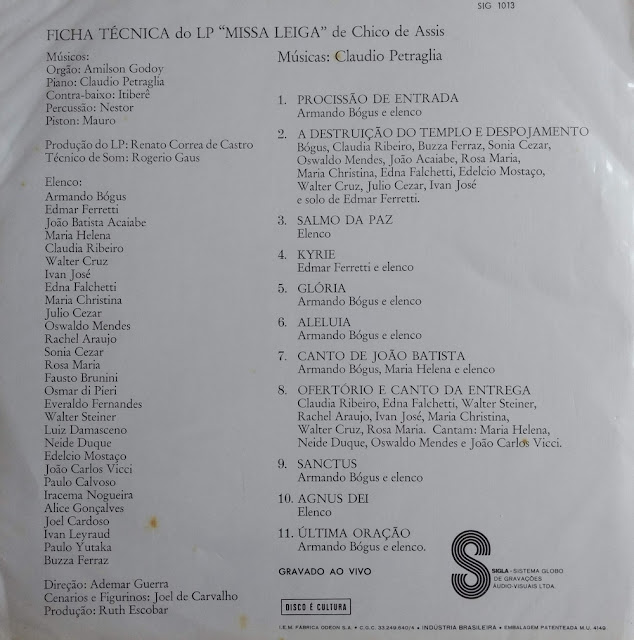 SIG 1013
FICHA TÉCNICA do LP “MISSA LEIGA” de Chico de Assis
Músicos:
Orgão: Amilson Godoy
Piano: Claudio Petraglia
Contra-baixo: Itiberê
Percussão: Nestor
Piston: Mauro
Produção do LP: Renato Correa de Castro
Técnico de Som: Rogerio Gaus
Elenco:
Armando Bógus
Edmar Ferretti
João Batista Acaiabe
Maria Helena
Claudia Ribeiro
Walter Cruz
Ivan José
Edna Falchetti
Maria Christina
Julio Cezar
Oswaldo Mendes
Rachel Araujo
Sonia Cezar
Rosa Maria
Fausto Brunini
Osmar di Pieri
Everaldo Fernandes
Walter Steiner
Luiz Damasceno
Neide Duque
Edelcio Mostaço
João Carlos Vicci
Paulo Calvoso
Iracema Nogueira
Alice Gonçalves
Joel Cardoso
Ivan Leyraud
Paulo Yutaka
Buzza Ferraz
Direção: Ademar Guerra
Cenarios e Figurinos: Joel de Carvalho
Produção: Ruth Escobar
Músicas: Claudio Petraglia
1. PROCISSÃO DE ENTRADA
Armando Bógus e elenco
2. A DESTRUIÇÃO DO TEMPLO E DESPOJAMENTO
Bógus, Claudia Ribeiro, Buzza Ferraz, Sonia Cezar,
Oswaldo Mendes, João Acaiabe, Rosa Maria,
Maria Christina, Edna Falchetti, Edelcio Mostaço,
Walter Cruz, Julio Cezar, Ivan José
e solo de Edmar Ferretti.
3. SALMO DA PAZ
Elenco
4. KYRIE
Edmar Ferretti e elenco
5. GLÓRIA
Armando Bógus e elenco
6. ALELUIA
Armando Bógus e elenco
7. CANTO DE JOÃO BATISTA
Armando Bógus, Maria Helena e elenco
8. OFERTÓRIO E CANTO DA ENTREGA
Claudia Ribeiro, Edna Falchetti, Walter Steiner,
Rachel Araujo, Ivan José, Maria Christina,
Walter Cruz, Rosa Maria. Cantam: Maria Helena,
Neide Duque, Oswaldo Mendes e João Carlos Vicci.
9. SANCTUS
Armando Bógus e elenco
10. AGNUS DEI
Elenco
11. ÚLTIMA ORAÇÃO
Armando Bógus e elenco.
GRAVADO AO VIVO
SIGLA - SISTEMA GLOBO
DE GRAVAÇÕES
ÁUDIO-VISUAIS LTDA.
DISCO É CULTURA
I.E.M. FÁBRICA ODEON S.A. • C.G.C. 33.249.640/4 • INDÚSTRIA BRASILEIRA • EMBALAGEM PATENTEADA M.U. 4149